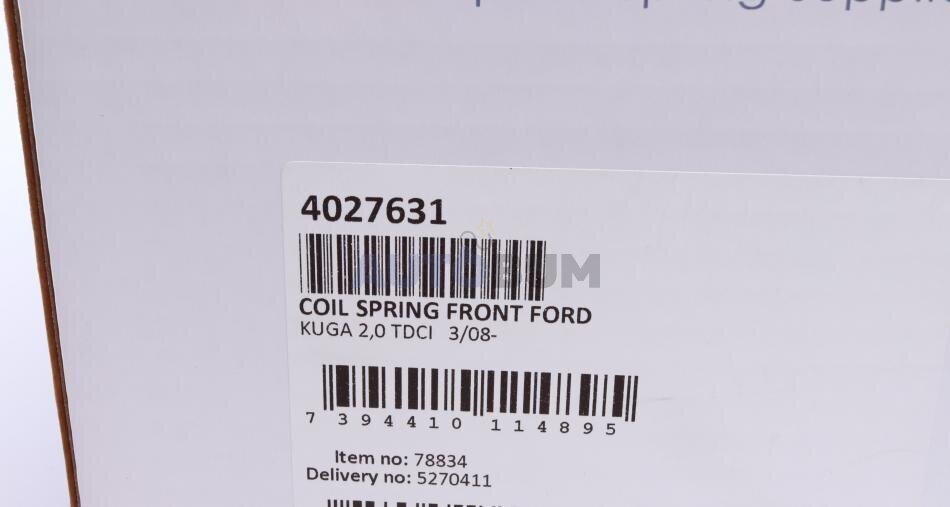 4027631
AUTOBUM
COIL SPRING FRONT FORD
KUGA 2,0 TDCI 3/08-
7 394410 114895
Item no: 78834
Delivery no: 5270411